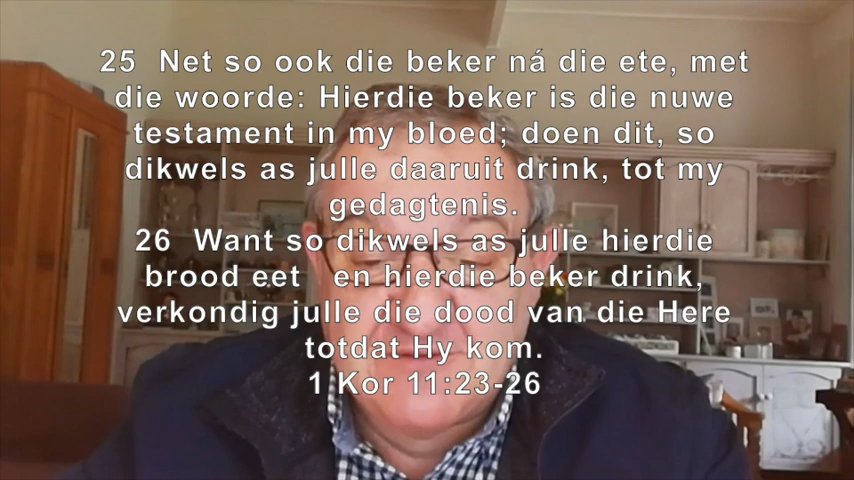 25 Net so ook die beker ná die ete, met
die woorde: Hierdie beker is die nuwe
testament in my bloed; doen dit, so
dikwels as julle daaruit drink, tot my
gedagtenis.
26 Want so dikwels as julle hierdie
brood eet en hierdie beker drink,
verkondig julle die dood van die Here
totdat Hy kom.
1 Kor 11:23-26